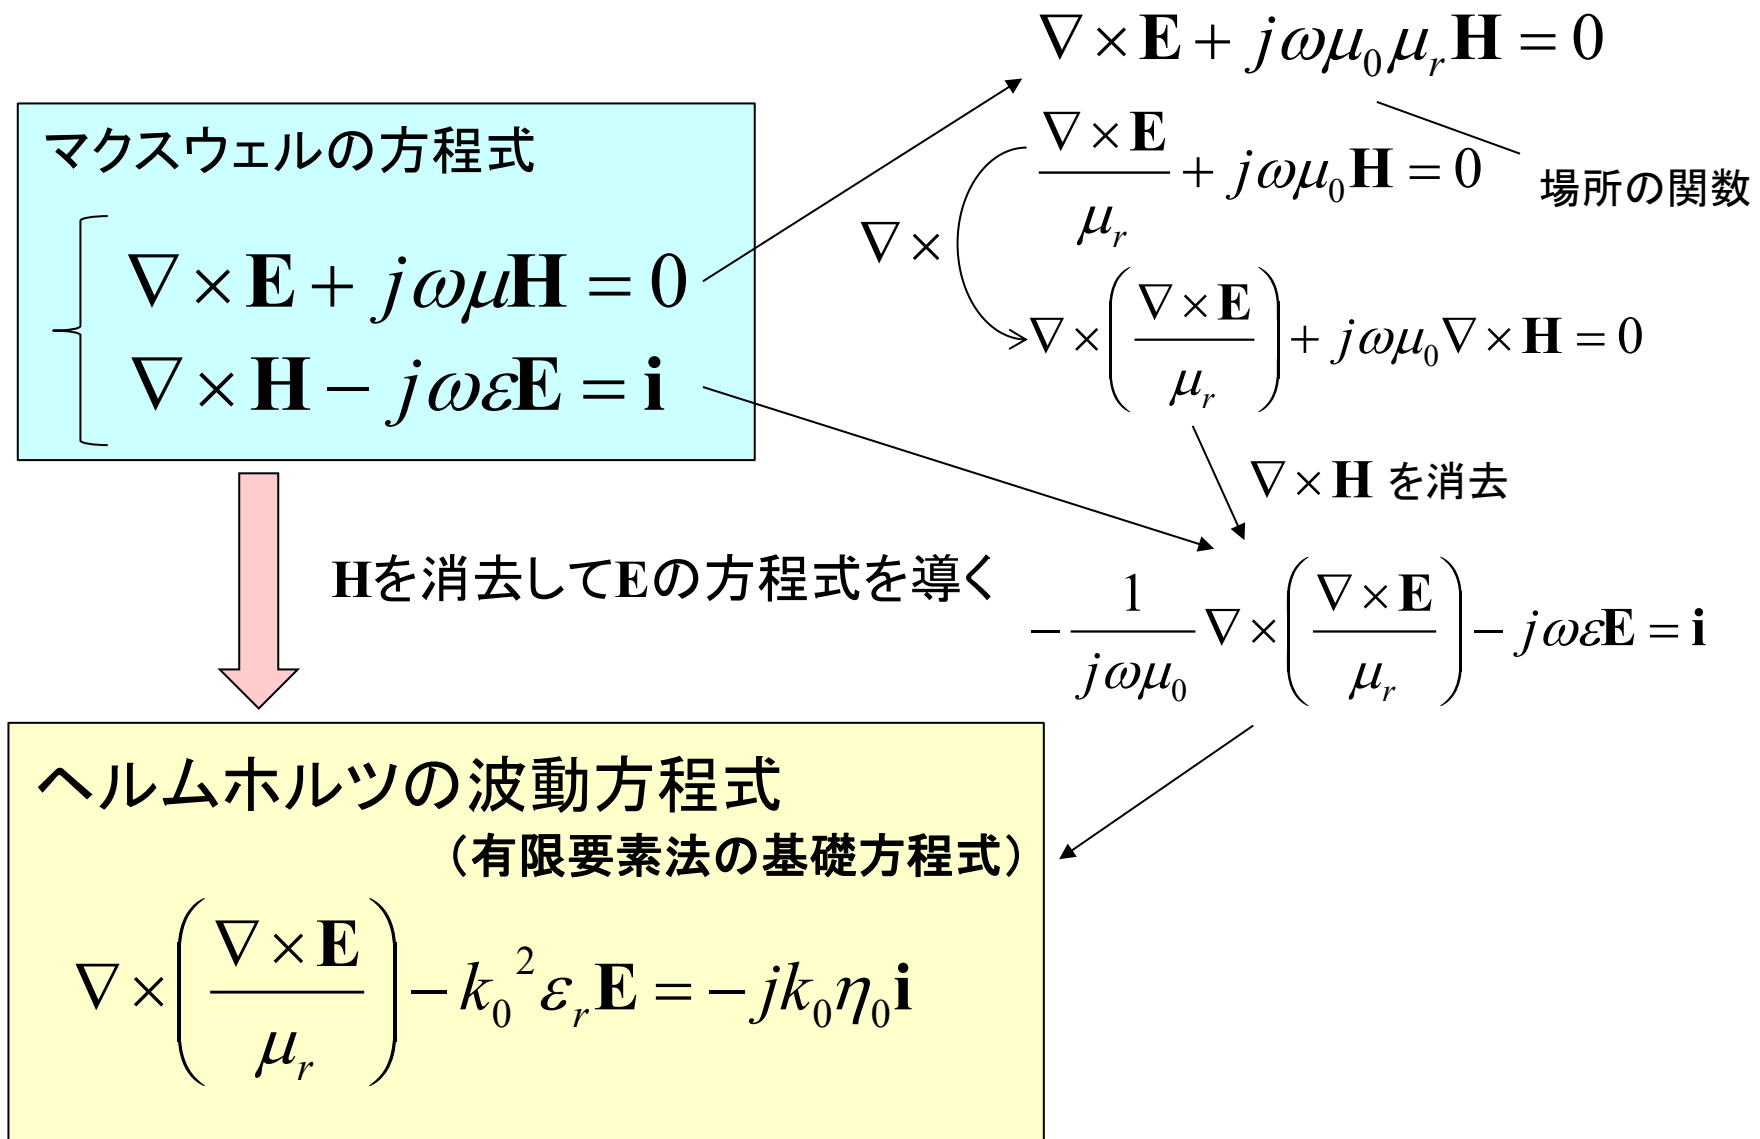 マクスウェルの方程式
∇×E + jωμH = 0
∇×H − jωεE = i
Hを消去してEの方程式を導く
∇×E + jωμ₀μᵣH = 0
場所の関数
(∇×E)/μᵣ + jωμ₀H = 0
∇×
∇×((∇×E)/μᵣ) + jωμ₀∇×H = 0
∇×H を消去
−(1/(jωμ₀))∇×((∇×E)/μᵣ) − jωεE = i
ヘルムホルツの波動方程式
（有限要素法の基礎方程式）
∇×((∇×E)/μᵣ) − k₀²εᵣE = −jk₀η₀i